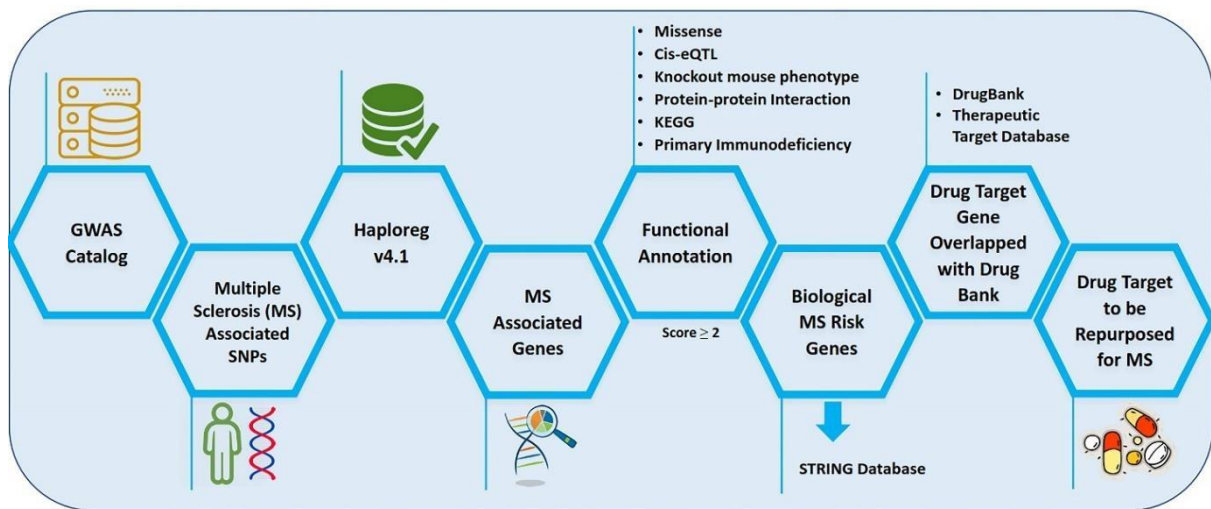 • Missense
• Cis-eQTL
• Knockout mouse phenotype
• Protein-protein Interaction
• KEGG
• Primary Immunodeficiency
• DrugBank
• Therapeutic
Target Database
GWAS
Catalog
Multiple
Sclerosis (MS)
Associated
SNPs
Haploreg
v4.1
MS
Associated
Genes
Functional
Annotation
Score ≥ 2
Biological
MS Risk
Genes
STRING Database
Drug Target
Gene
Overlapped
with Drug
Bank
Drug Target
to be
Repurposed
for MS